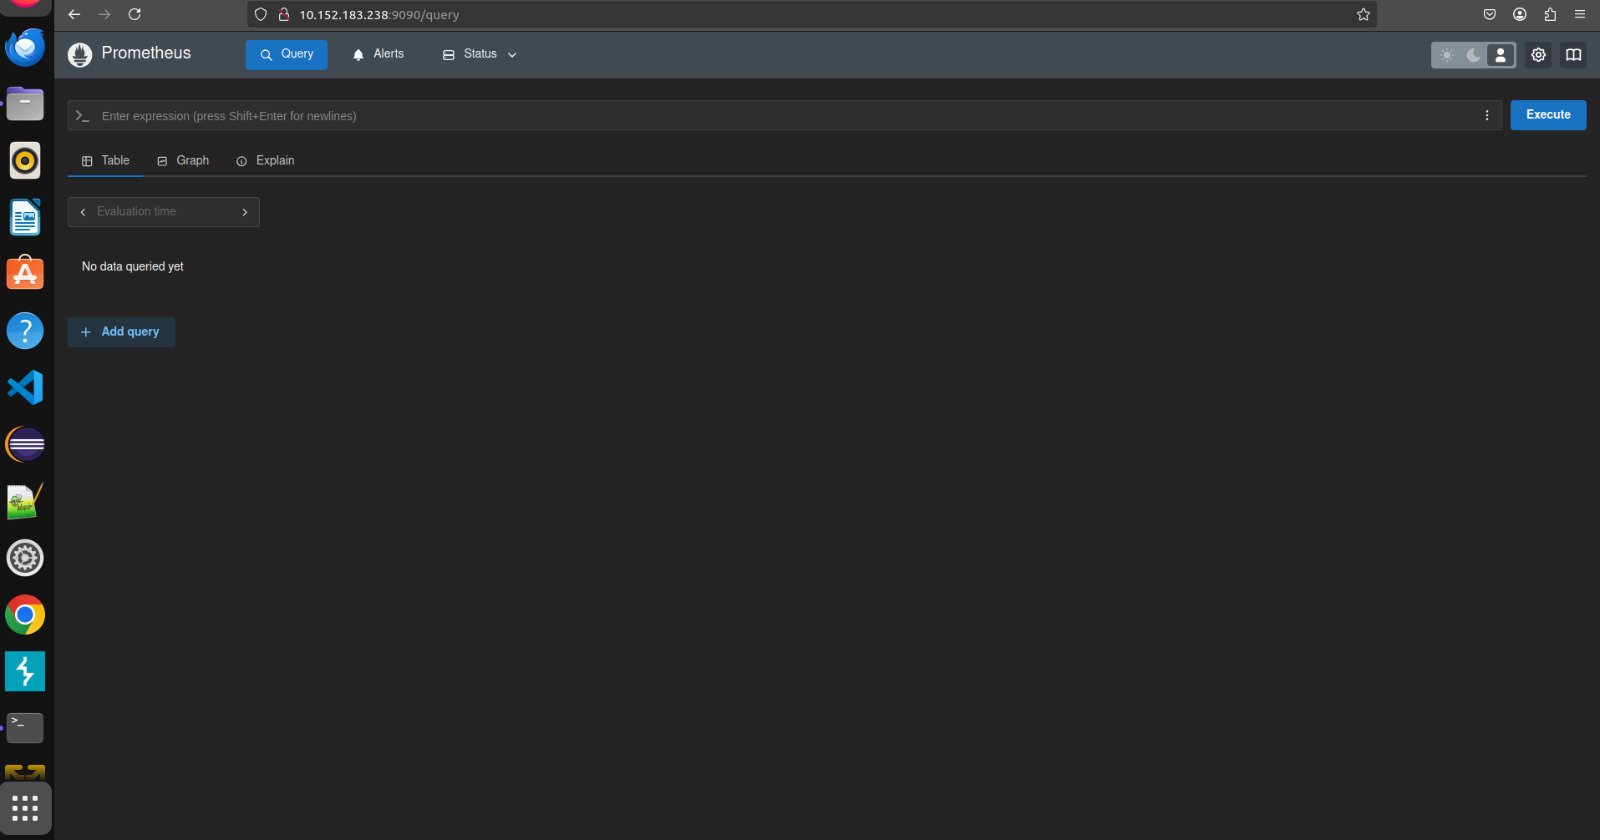 10.152.183.238:9090/query
Prometheus
Query
Alerts
Status
Enter expression (press Shift+Enter for newlines)
Execute
Table
Graph
Explain
Evaluation time
No data queried yet
Add query